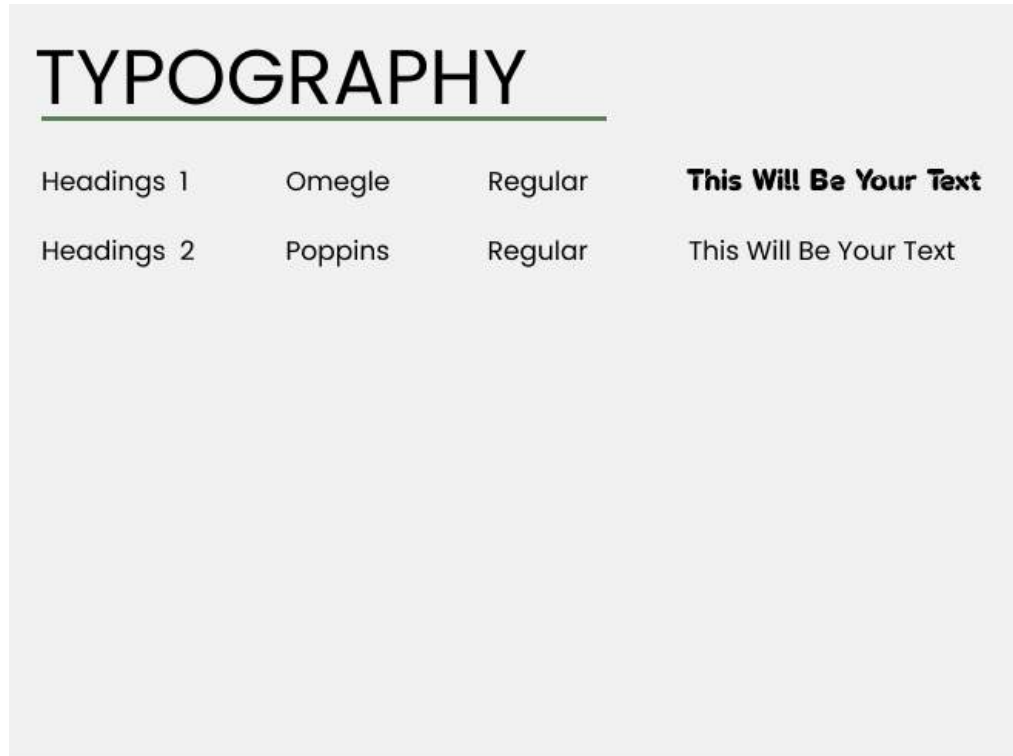 TYPOGRAPHY
Headings 1 Omegle Regular This Will Be Your Text
Headings 2 Poppins Regular This Will Be Your Text